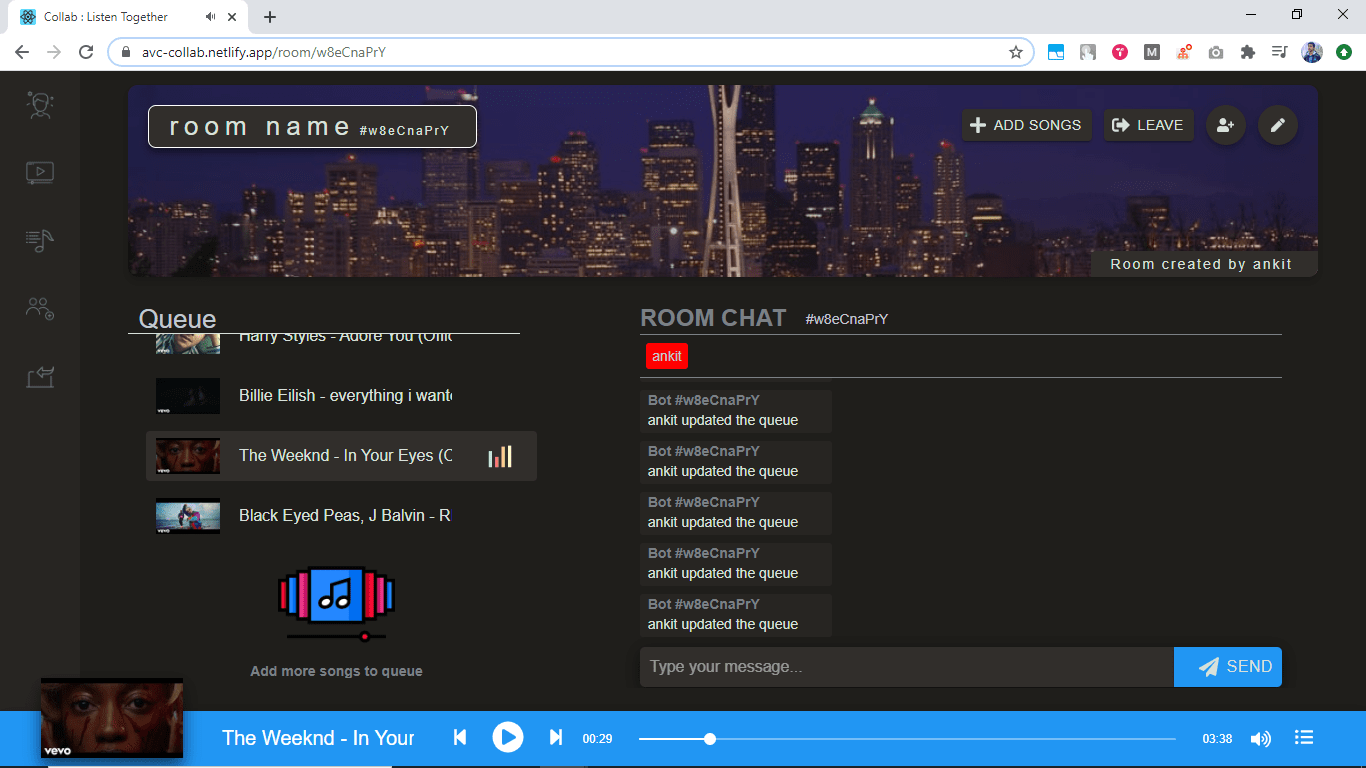 Collab : Listen Together
avc-collab.netlify.app/room/w8eCnaPrY
room name #w8eCnaPrY
ADD SONGS
LEAVE
Room created by ankit
Queue
Harry Styles - Adore You (Offic
vevo
Billie Eilish - everything i wante
vevo
The Weeknd - In Your Eyes (O
vevo
Black Eyed Peas, J Balvin - R
vevo
Add more songs to queue
ROOM CHAT #w8eCnaPrY
ankit
Bot #w8eCnaPrY
ankit updated the queue
Bot #w8eCnaPrY
ankit updated the queue
Bot #w8eCnaPrY
ankit updated the queue
Bot #w8eCnaPrY
ankit updated the queue
Bot #w8eCnaPrY
ankit updated the queue
Type your message...
SEND
vevo
The Weeknd - In Your
00:29
03:38